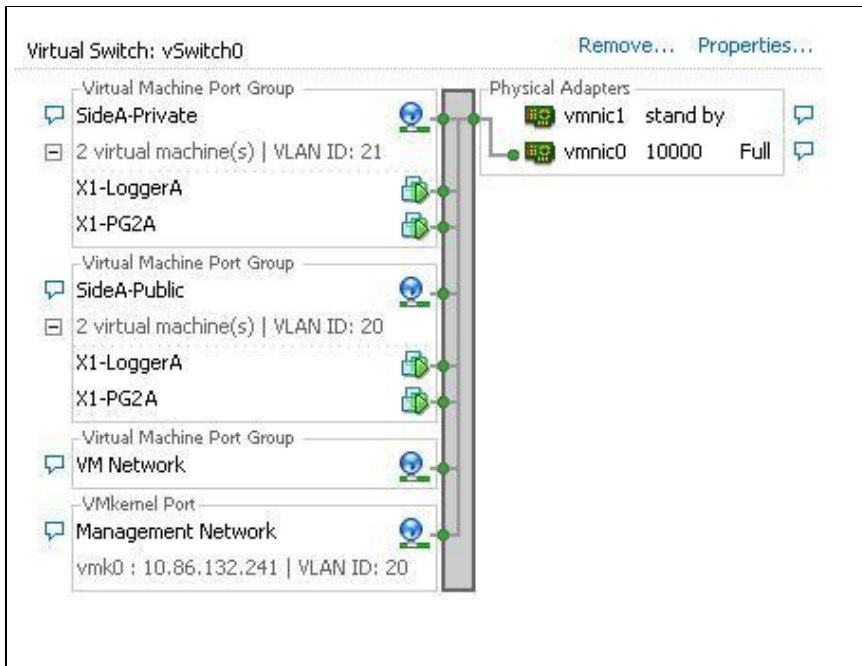 Virtual Switch: vSwitch0
Remove... Properties...
Virtual Machine Port Group
SideA-Private
2 virtual machine(s) | VLAN ID: 21
X1-LoggerA
X1-PG2A
Virtual Machine Port Group
SideA-Public
2 virtual machine(s) | VLAN ID: 20
X1-LoggerA
X1-PG2A
Virtual Machine Port Group
VM Network
VMkernel Port
Management Network
vmk0 : 10.86.132.241 | VLAN ID: 20
Physical Adapters
vmnic1 stand by
vmnic0 10000 Full